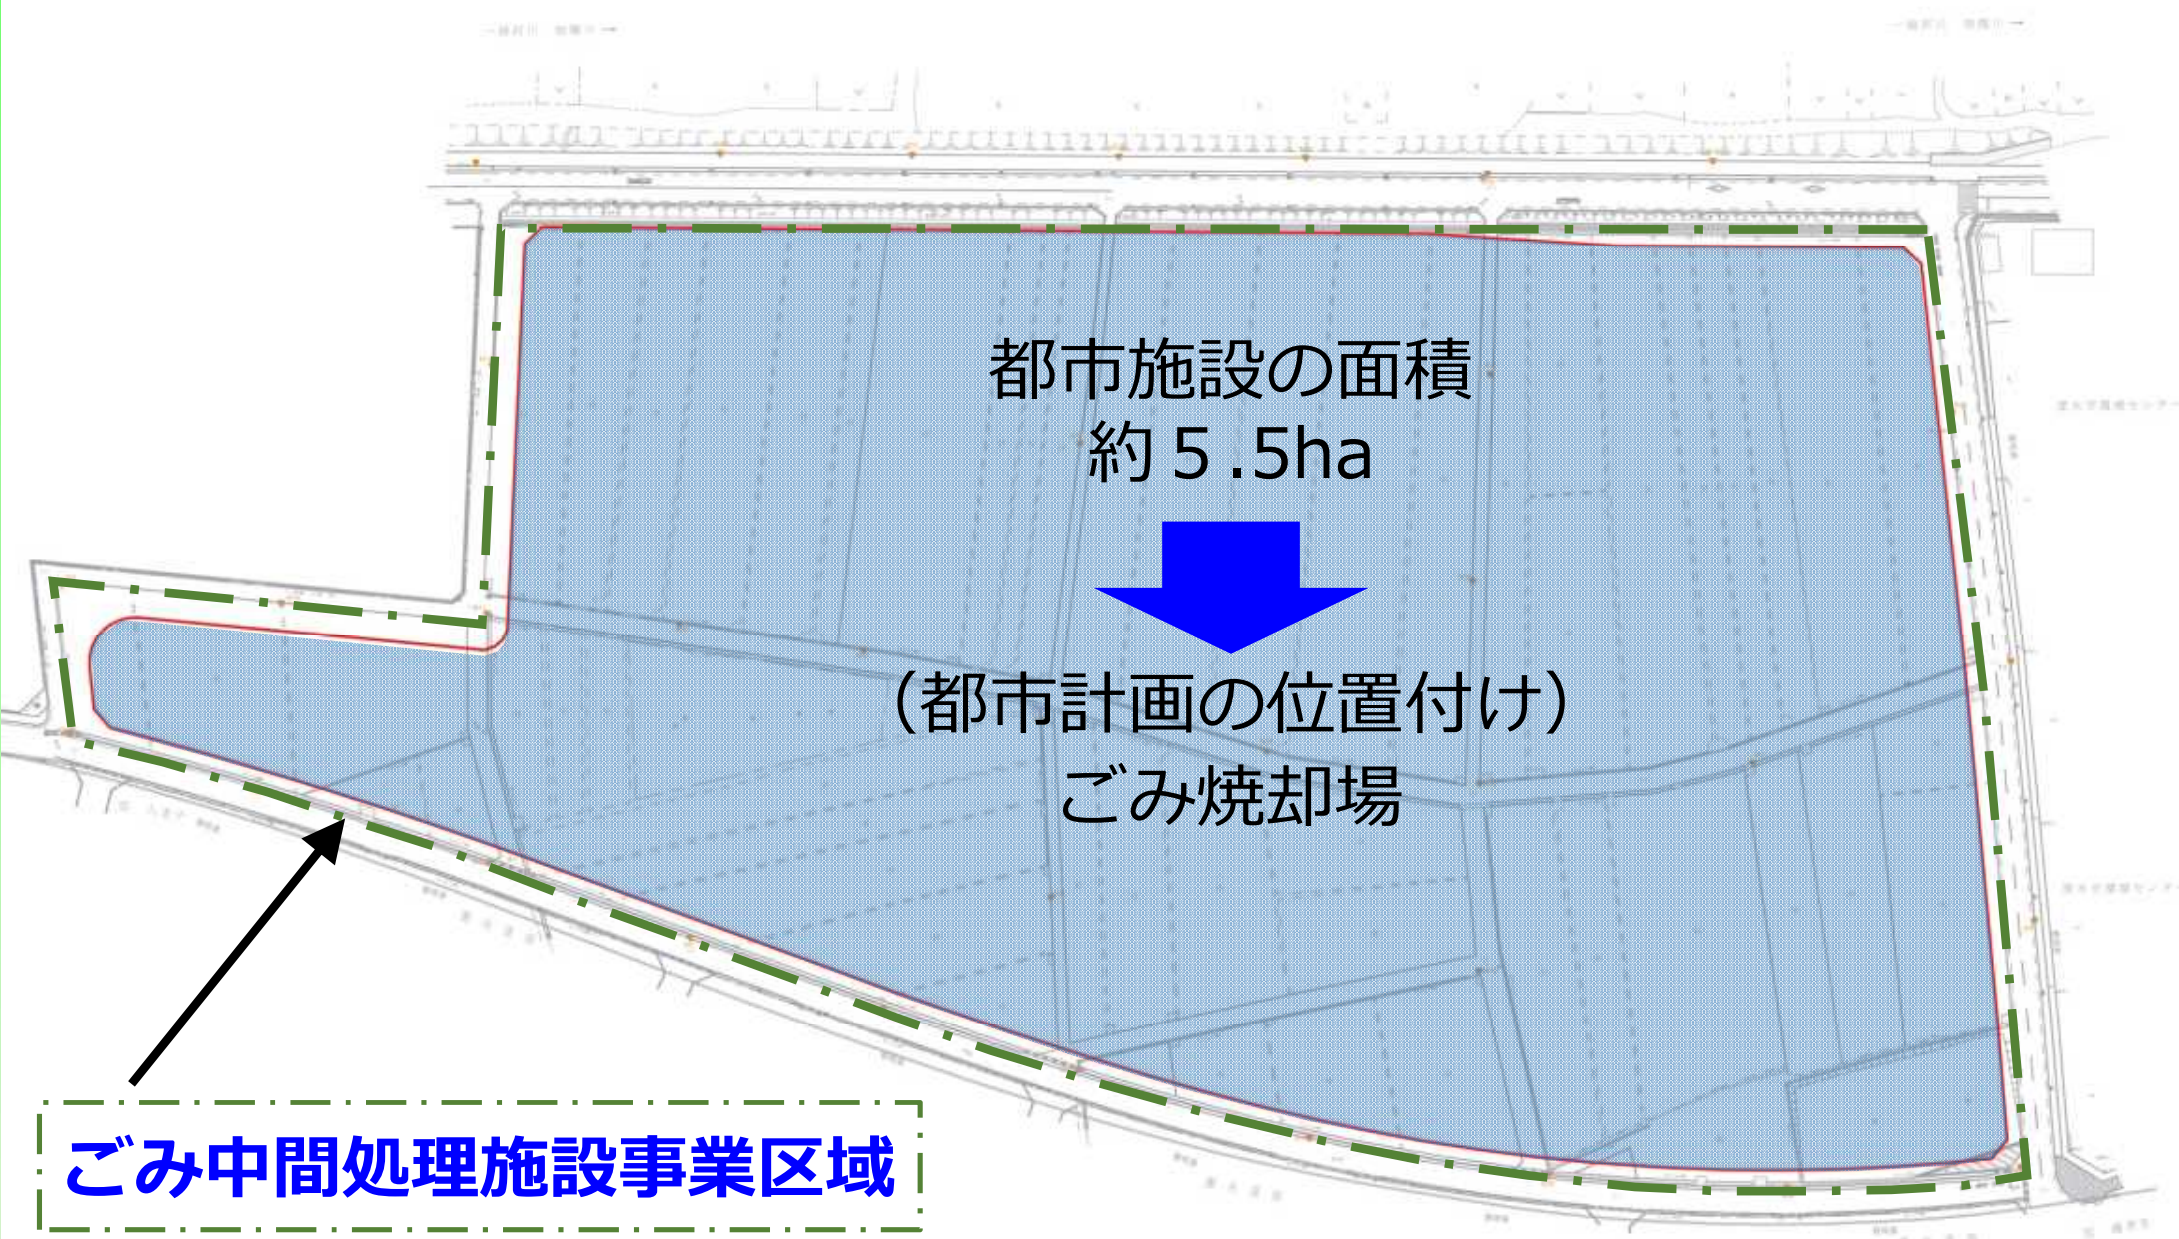 都市施設の面積
約５.5ha
（都市計画の位置付け）
ごみ焼却場
ごみ中間処理施設事業区域